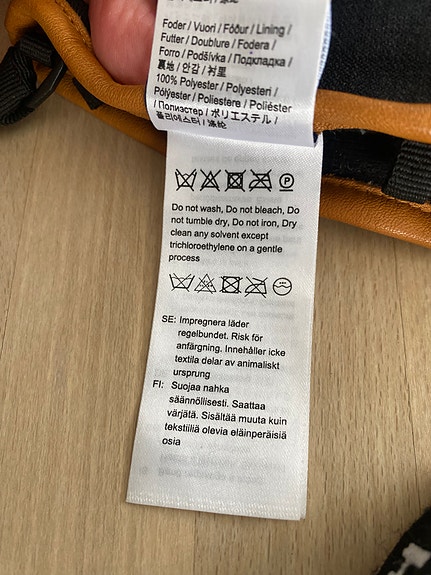 Foder / Vuori / Fôður / Lining /
Futter / Doublure / Fodera /
Forro / Podšívka / Подкладка /
裏地 / 안감 / 衬里
100% Polyester / Polyesteri /
Pólýester / Poliestere / Poliéster
/ Полиэстер / ポリエステル /
폴리에스터 / 涤纶
P
Do not wash, Do not bleach, Do
not tumble dry, Do not iron, Dry
clean any solvent except
trichloroethylene on a gentle
process
SE: Impregnera läder
regelbundet. Risk för
anfärgning. Innehåller icke
textila delar av animaliskt
ursprung
FI: Suojaa nahka
säännöllisesti. Saattaa
värjätä. Sisältää muuta kuin
tekstiiliä olevia eläinperäisiä
osia